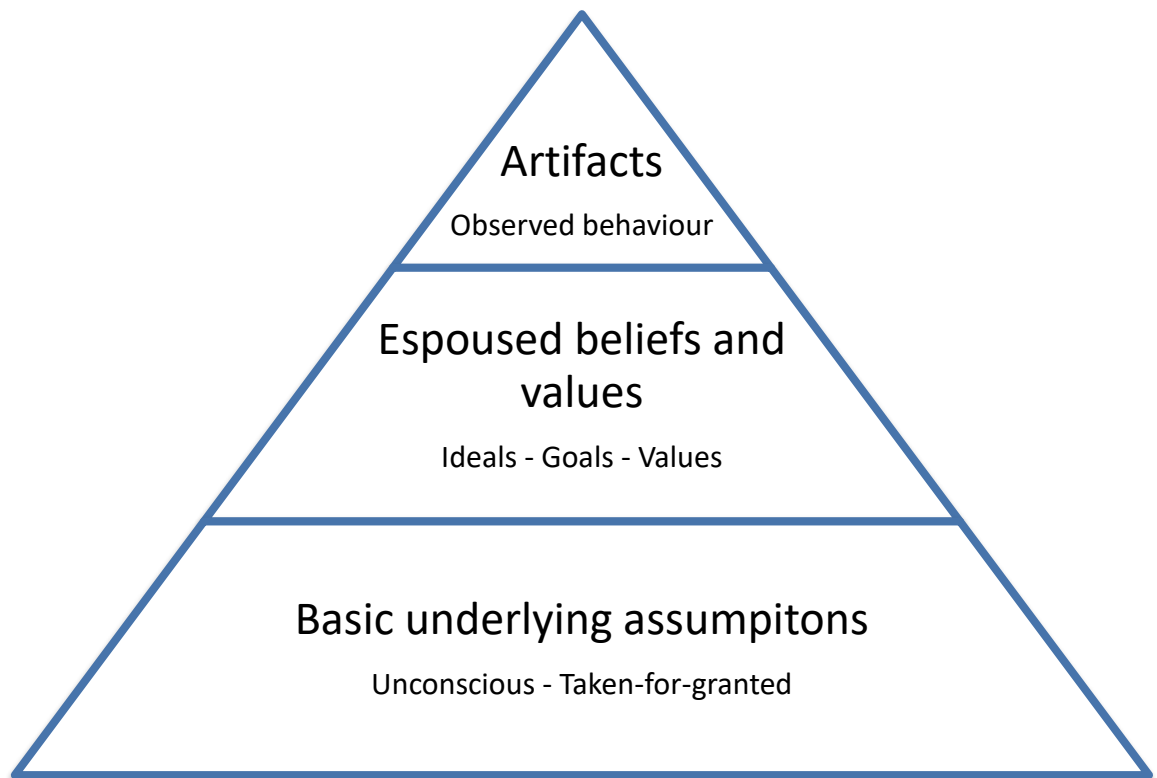 Artifacts
Observed behaviour
Espoused beliefs and
values
Ideals - Goals - Values
Basic underlying assumpitons
Unconscious - Taken-for-granted